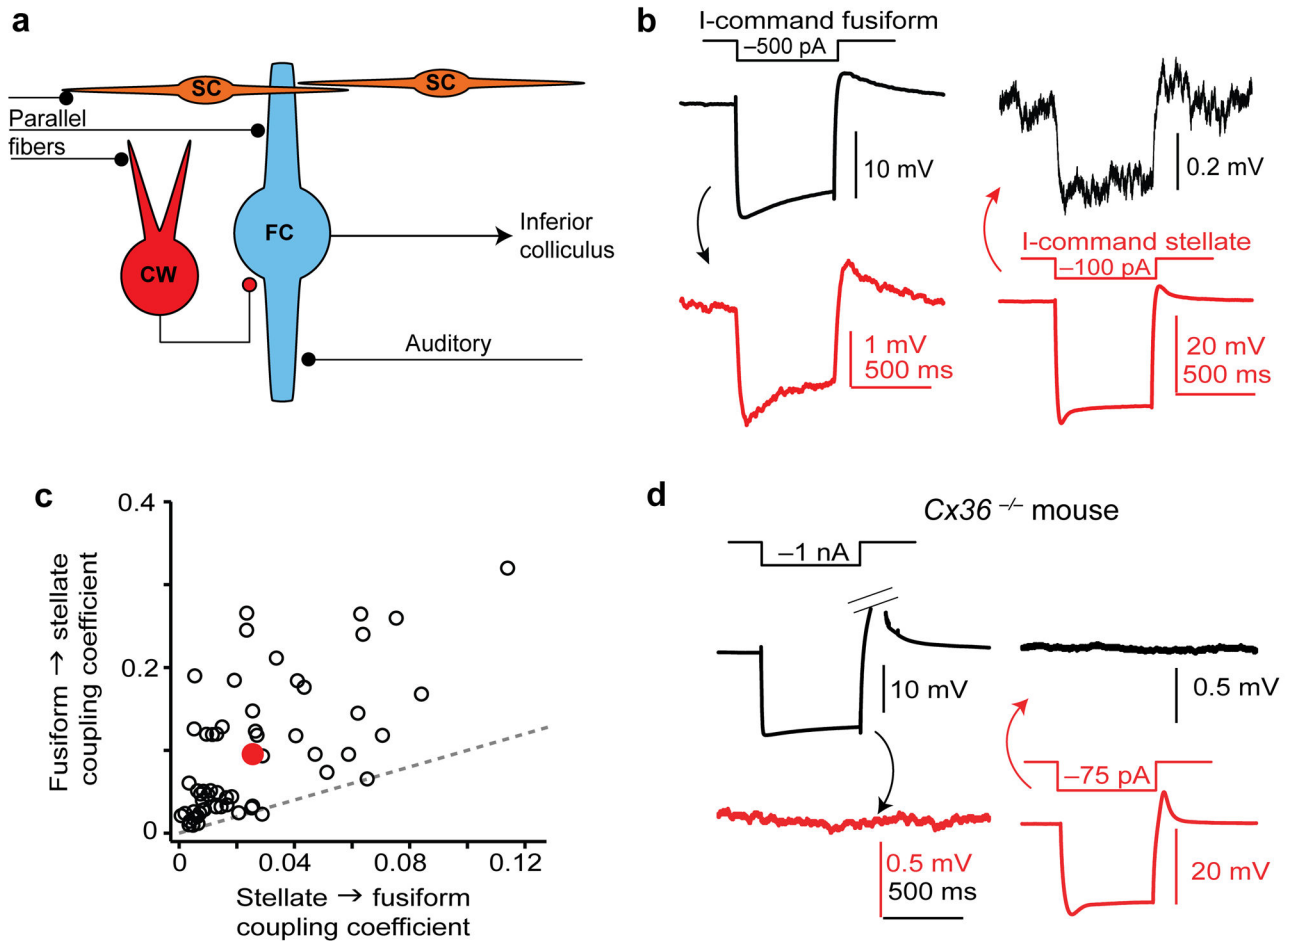 a
SC
SC
Parallel
fibers
FC
CW
Inferior
colliculus
Auditory
b
I-command fusiform
–500 pA
10 mV
0.2 mV
1 mV
500 ms
I-command stellate
–100 pA
20 mV
500 ms
c
Fusiform → stellate
coupling coefficient
0.4
0.2
0
0
0.04
0.08
0.12
Stellate → fusiform
coupling coefficient
d
Cx36 –/– mouse
–1 nA
10 mV
0.5 mV
0.5 mV
500 ms
–75 pA
20 mV